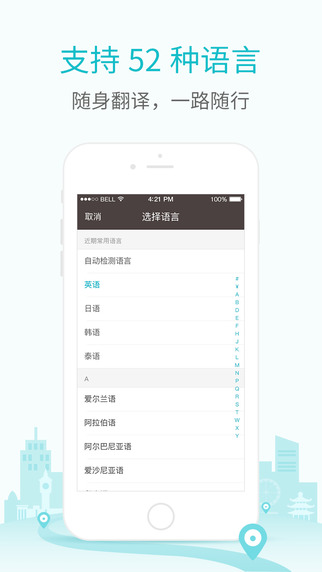 支持 52 种语言
随身翻译，一路随行
BELL 4:21 PM 100%
取消 选择语言
近期常用语言
自动检测语言
英语
日语
韩语
泰语
A
爱尔兰语
阿拉伯语
阿尔巴尼亚语
爱沙尼亚语
#
¥
A
B
D
E
F
H
J
K
L
M
N
P
Q
R
S
T
W
X
Y